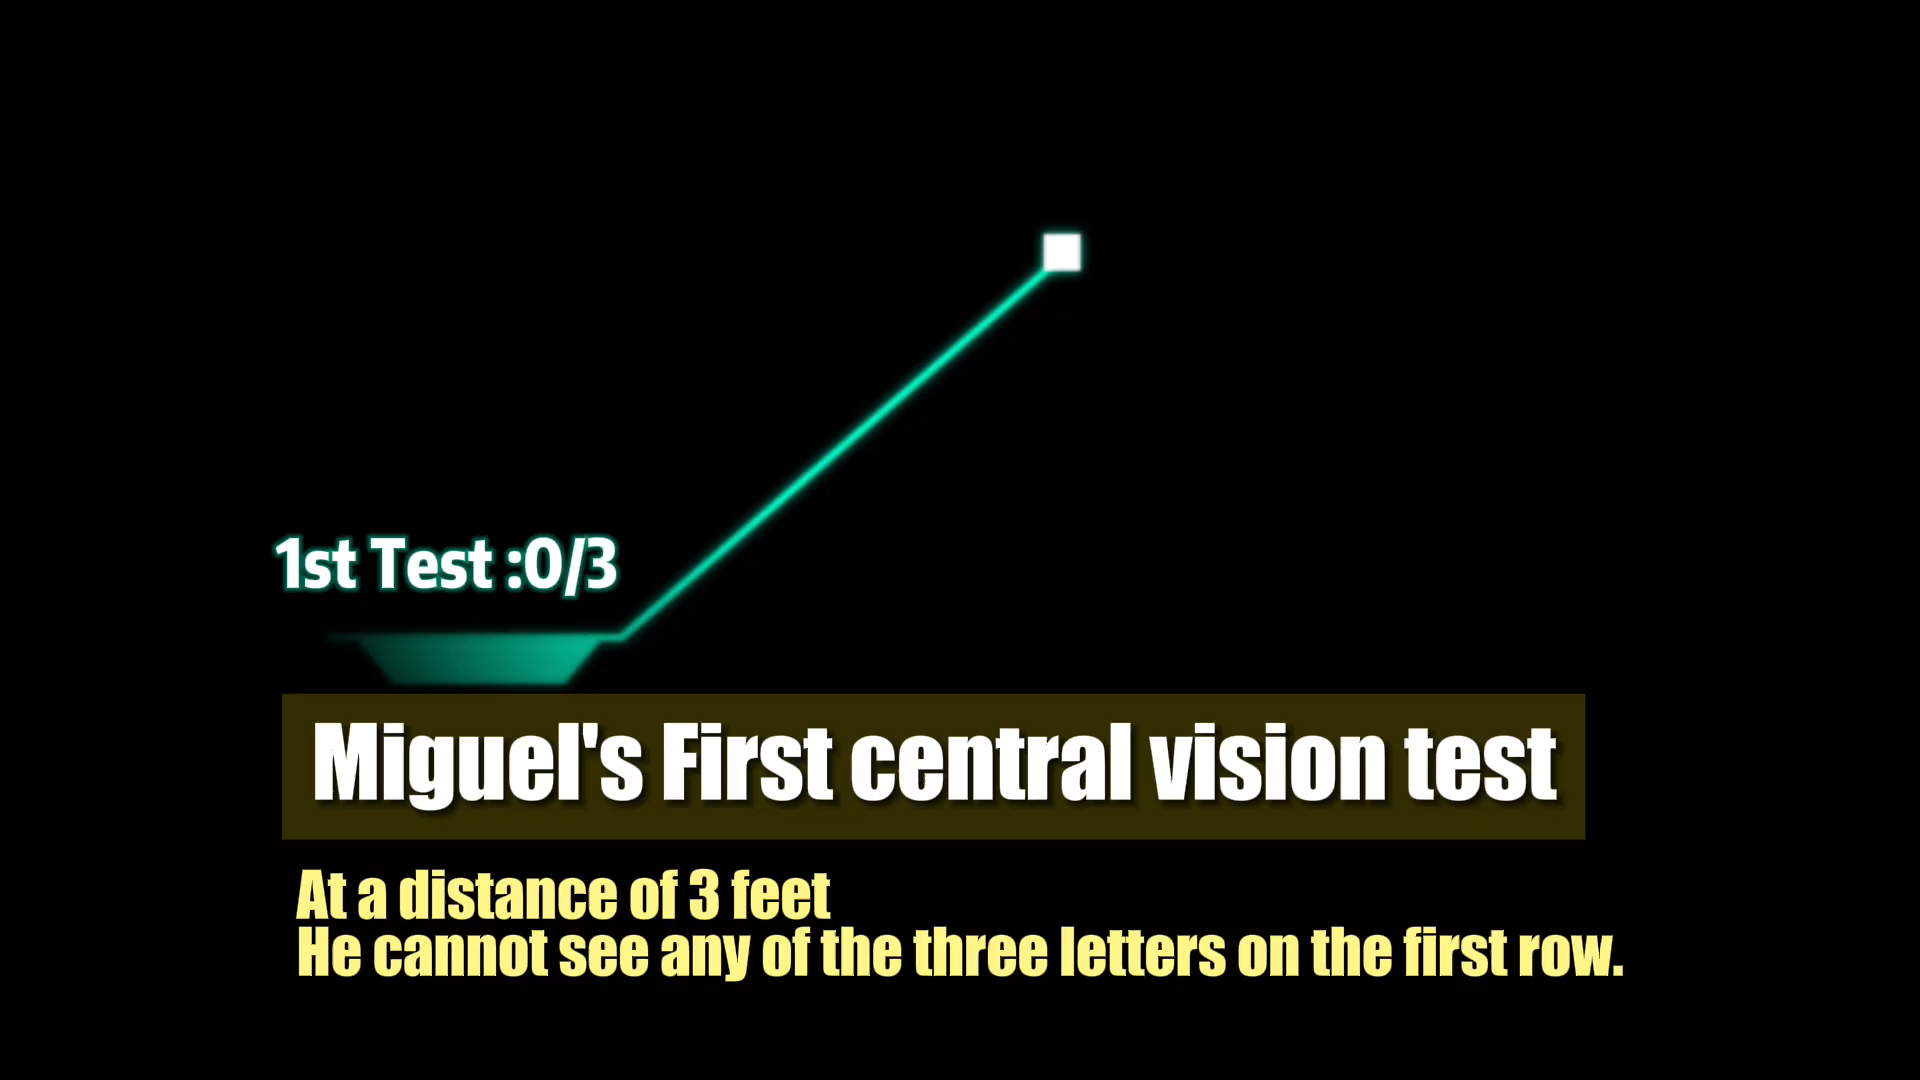 1st Test :0/3
Miguel's First central vision test
At a distance of 3 feet
He cannot see any of the three letters on the first row.